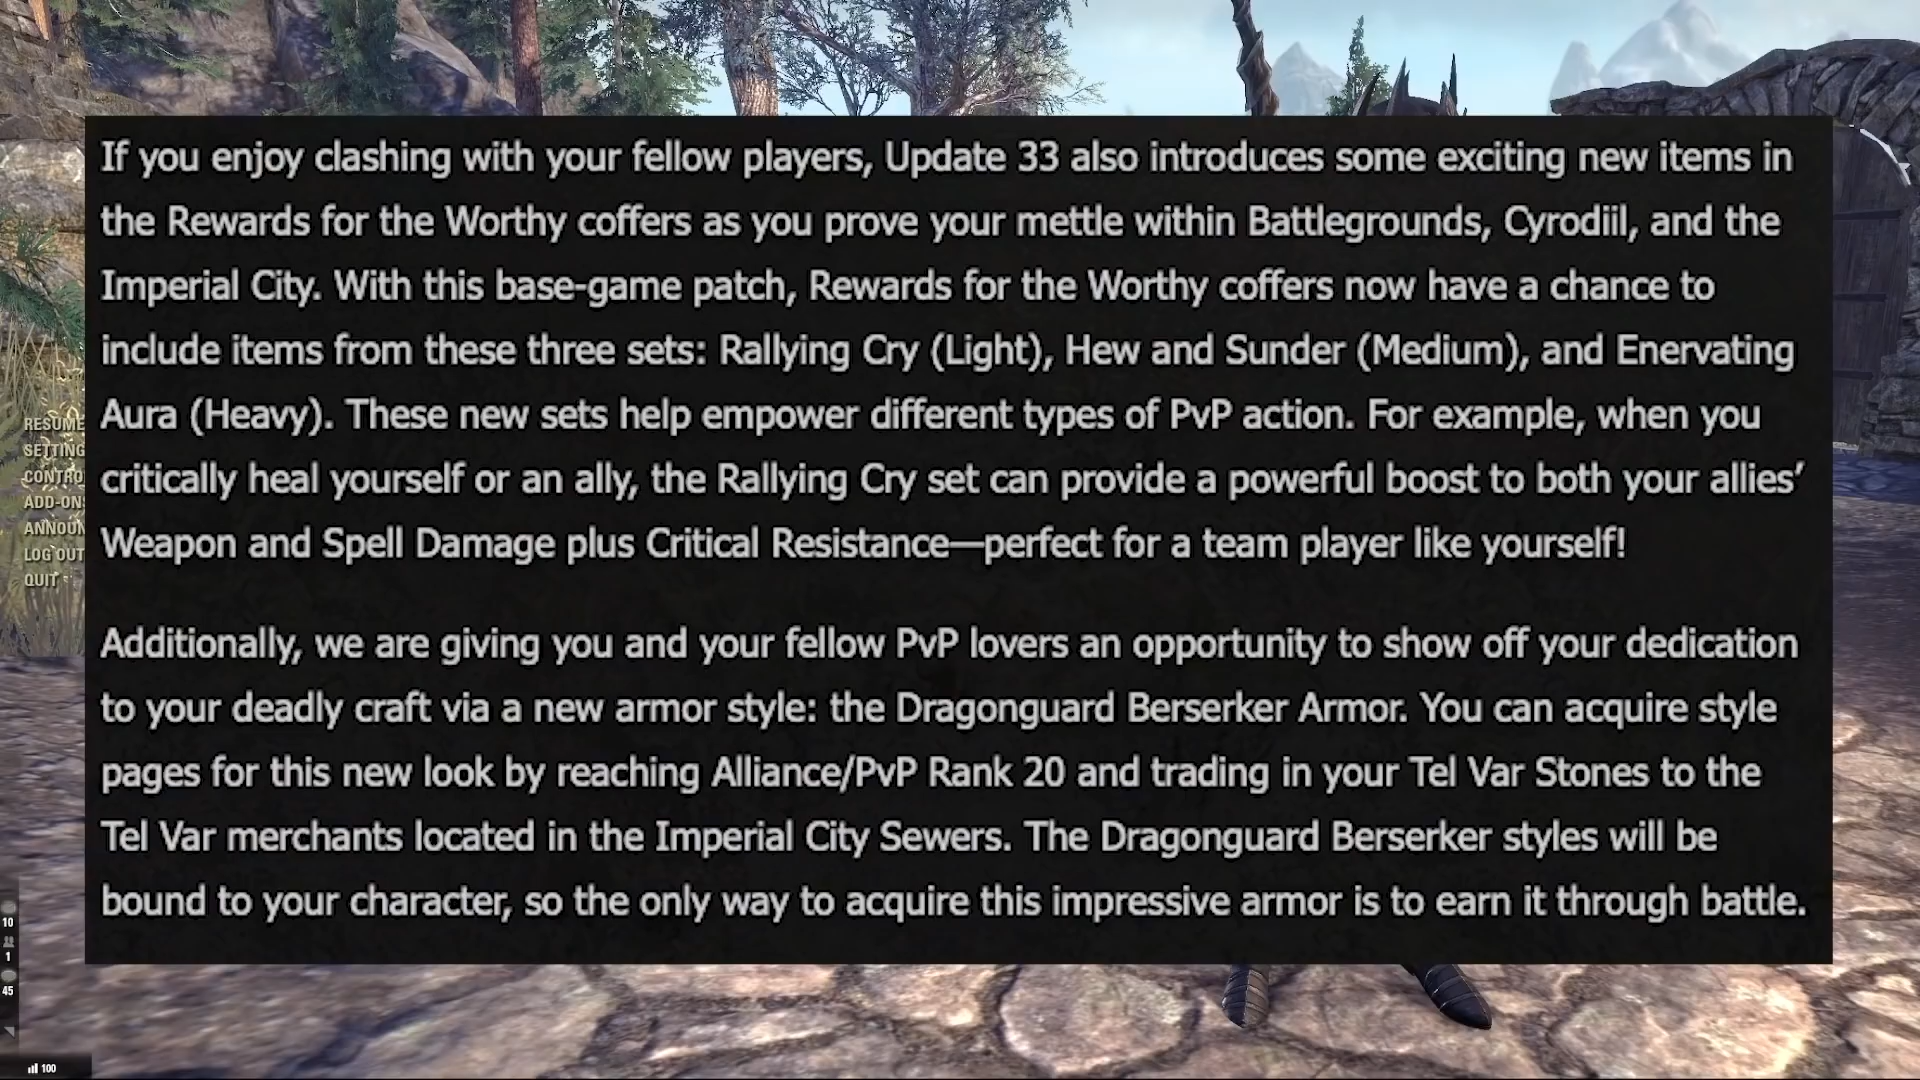 If you enjoy clashing with your fellow players, Update 33 also introduces some exciting new items in
the Rewards for the Worthy coffers as you prove your mettle within Battlegrounds, Cyrodiil, and the
Imperial City. With this base-game patch, Rewards for the Worthy coffers now have a chance to
include items from these three sets: Rallying Cry (Light), Hew and Sunder (Medium), and Enervating
Aura (Heavy). These new sets help empower different types of PvP action. For example, when you
critically heal yourself or an ally, the Rallying Cry set can provide a powerful boost to both your allies’
Weapon and Spell Damage plus Critical Resistance—perfect for a team player like yourself!
Additionally, we are giving you and your fellow PvP lovers an opportunity to show off your dedication
to your deadly craft via a new armor style: the Dragonguard Berserker Armor. You can acquire style
pages for this new look by reaching Alliance/PvP Rank 20 and trading in your Tel Var Stones to the
Tel Var merchants located in the Imperial City Sewers. The Dragonguard Berserker styles will be
bound to your character, so the only way to acquire this impressive armor is to earn it through battle.
RESUME
SETTING
CONTRO
ADD-ON
ANNOUN
LOG OUT
QUIT
10
1
45
100